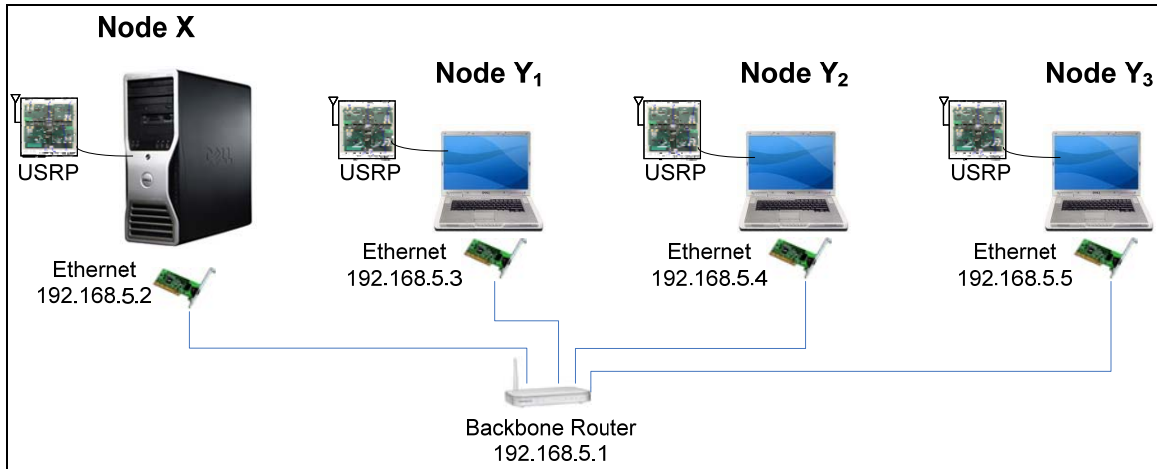 Node X
Node Y₁
Node Y₂
Node Y₃
USRP
USRP
USRP
USRP
DELL
Ethernet
192.168.5.2
Ethernet
192.168.5.3
Ethernet
192.168.5.4
Ethernet
192.168.5.5
Backbone Router
192.168.5.1